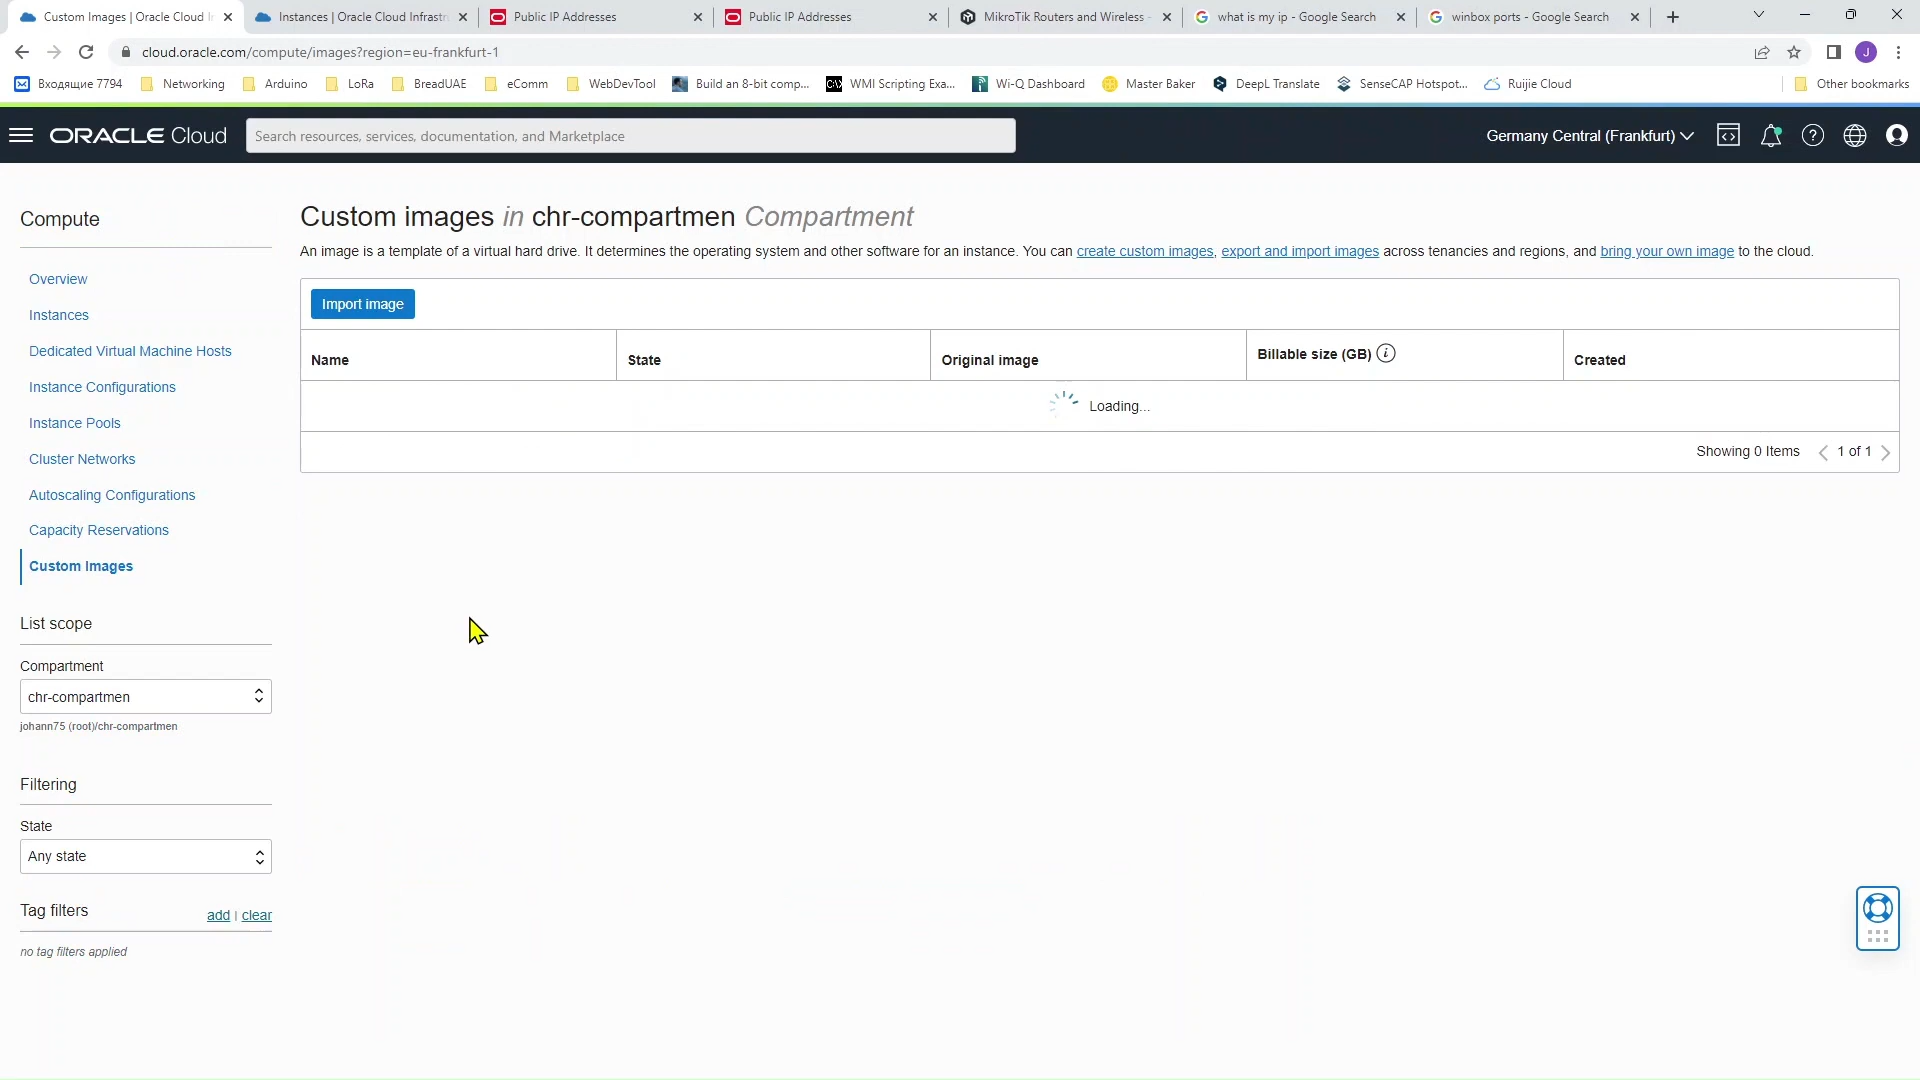 Custom Images | Oracle Cloud I
Instances | Oracle Cloud Infrastr
Public IP Addresses
Public IP Addresses
MikroTik Routers and Wireless -
what is my ip - Google Search
winbox ports - Google Search
cloud.oracle.com/compute/images?region=eu-frankfurt-1
J
Входящие 7794
Networking
Arduino
LoRa
BreadUAE
eComm
WebDevTool
Build an 8-bit comp...
WMI Scripting Exa...
Wi-Q Dashboard
Master Baker
DeepL Translate
SenseCAP Hotspot...
Ruijie Cloud
Other bookmarks
ORACLE Cloud
Search resources, services, documentation, and Marketplace
Germany Central (Frankfurt)
Compute
Overview
Instances
Dedicated Virtual Machine Hosts
Instance Configurations
Instance Pools
Cluster Networks
Autoscaling Configurations
Capacity Reservations
Custom Images
List scope
Compartment
chr-compartmen
johann75 (root)/chr-compartmen
Filtering
State
Any state
Tag filters
add | clear
no tag filters applied
Custom images in chr-compartmen Compartment
An image is a template of a virtual hard drive. It determines the operating system and other software for an instance. You can create custom images, export and import images across tenancies and regions, and bring your own image to the cloud.
Import image
Name
State
Original image
Billable size (GB)
Created
Loading...
Showing 0 Items
1 of 1